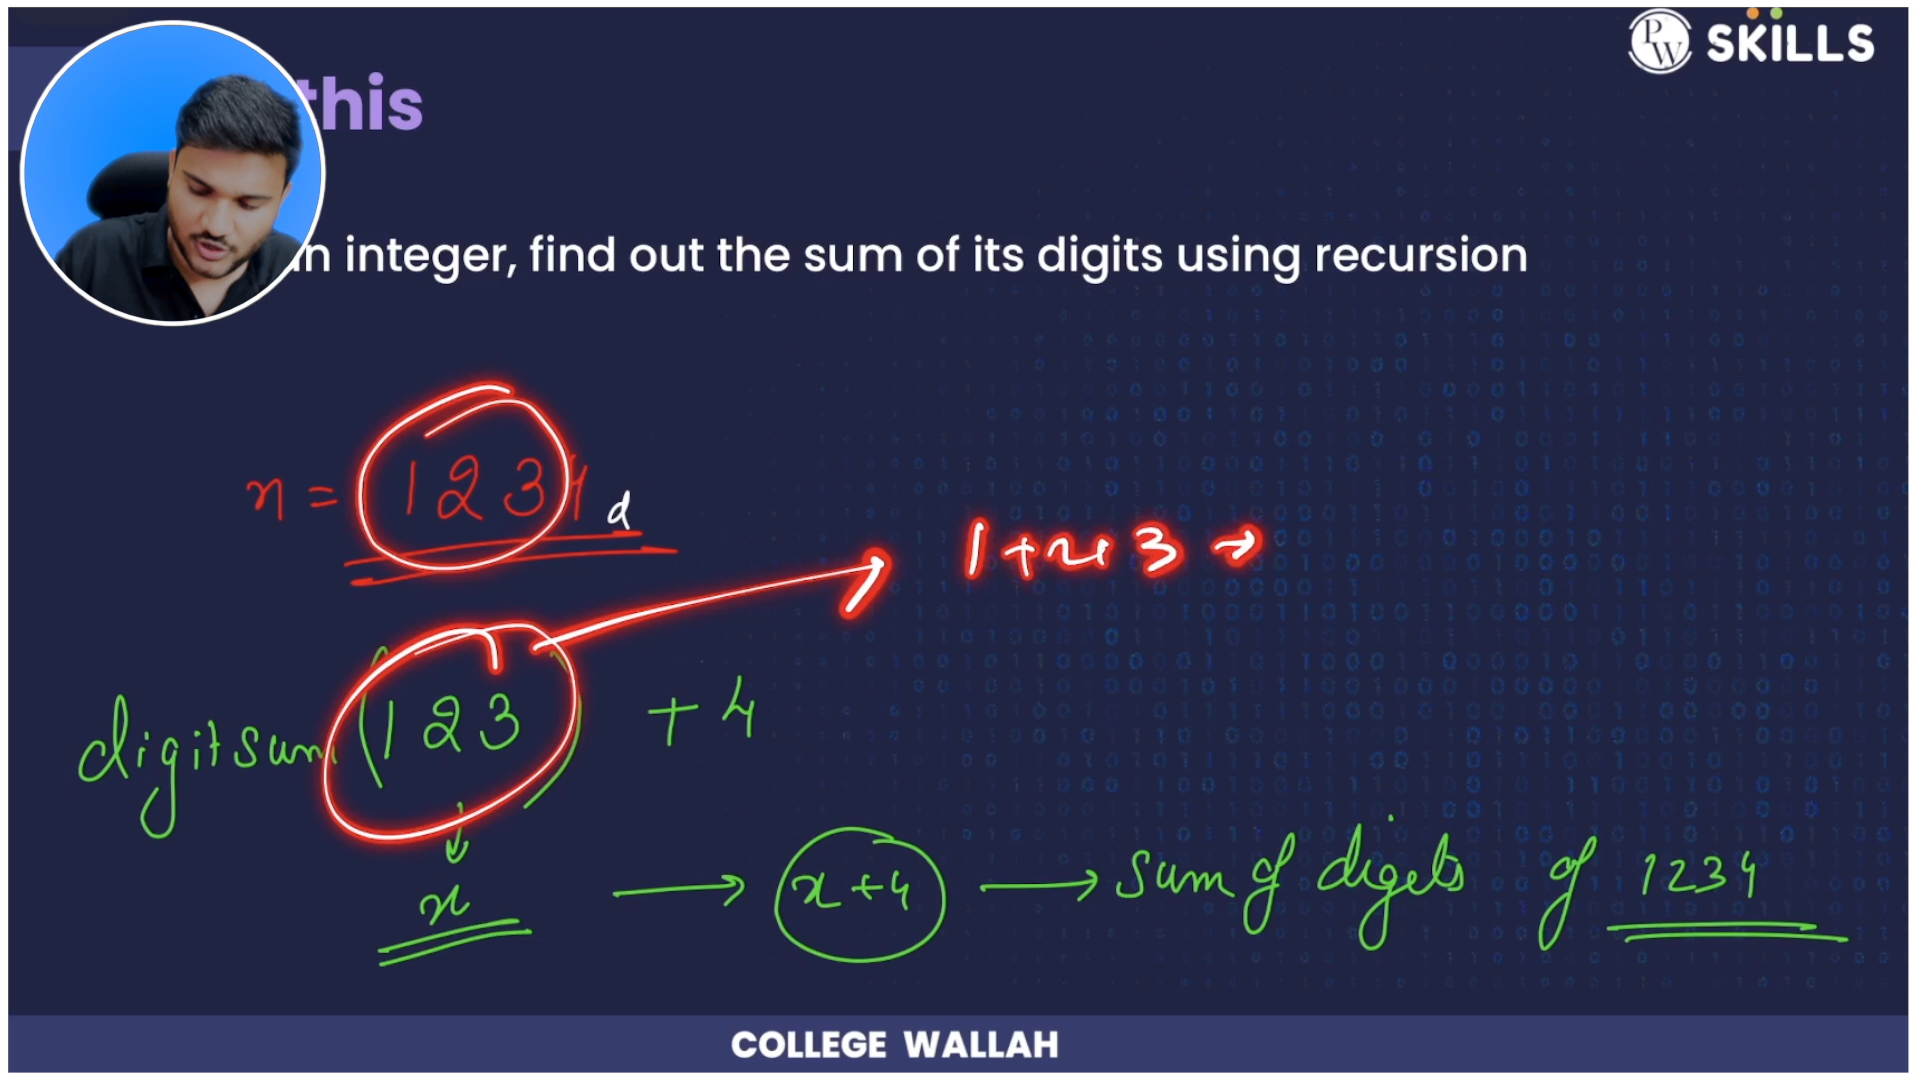 PW SKILLS
this
n integer, find out the sum of its digits using recursion
n = 1234 d
1+2+3 →
digitsum(123) + 4
x → x+4 → sum of digits of 1234
COLLEGE WALLAH